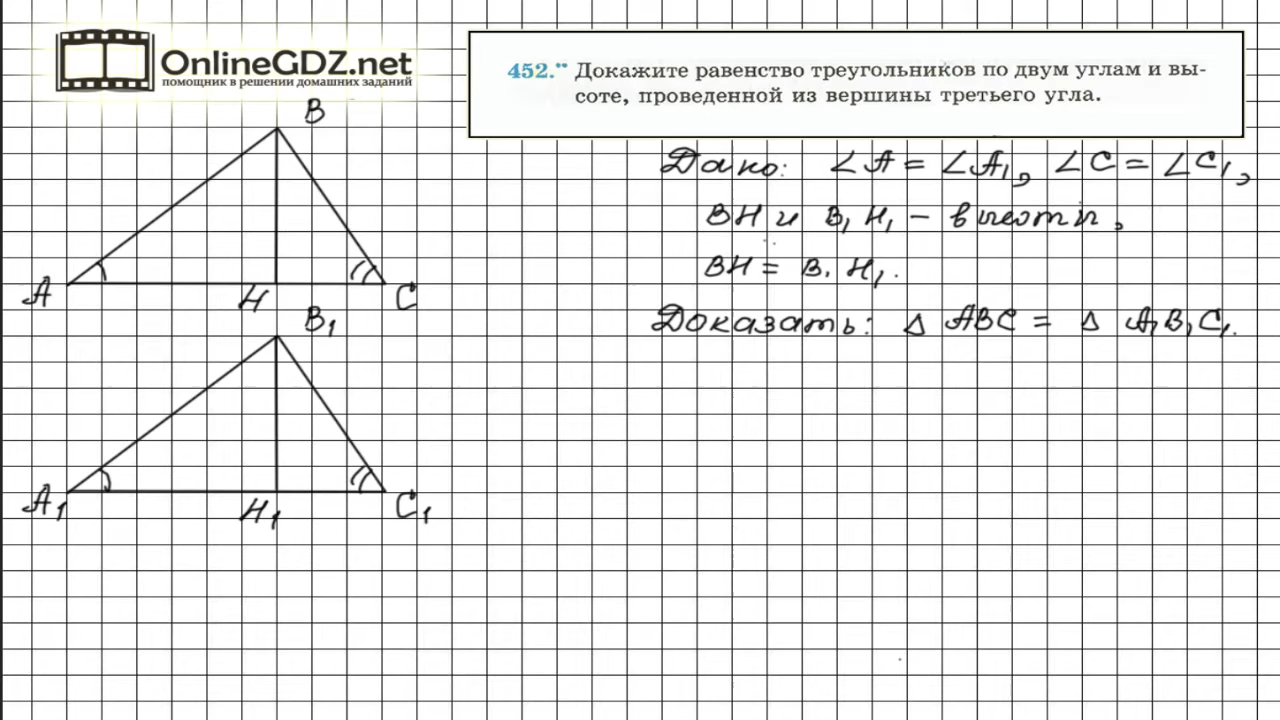 OnlineGDZ.net
помощник в решении домашних заданий
452.•• Докажите равенство треугольников по двум углам и вы-
соте, проведенной из вершины третьего угла.
Дано: ∠A = ∠A₁, ∠C = ∠C₁,
BH и B₁H₁ – высоты,
BH = B₁H₁.
Доказать: △ ABC = △ A₁B₁C₁.
B
A
H
C
B₁
A₁
H₁
C₁